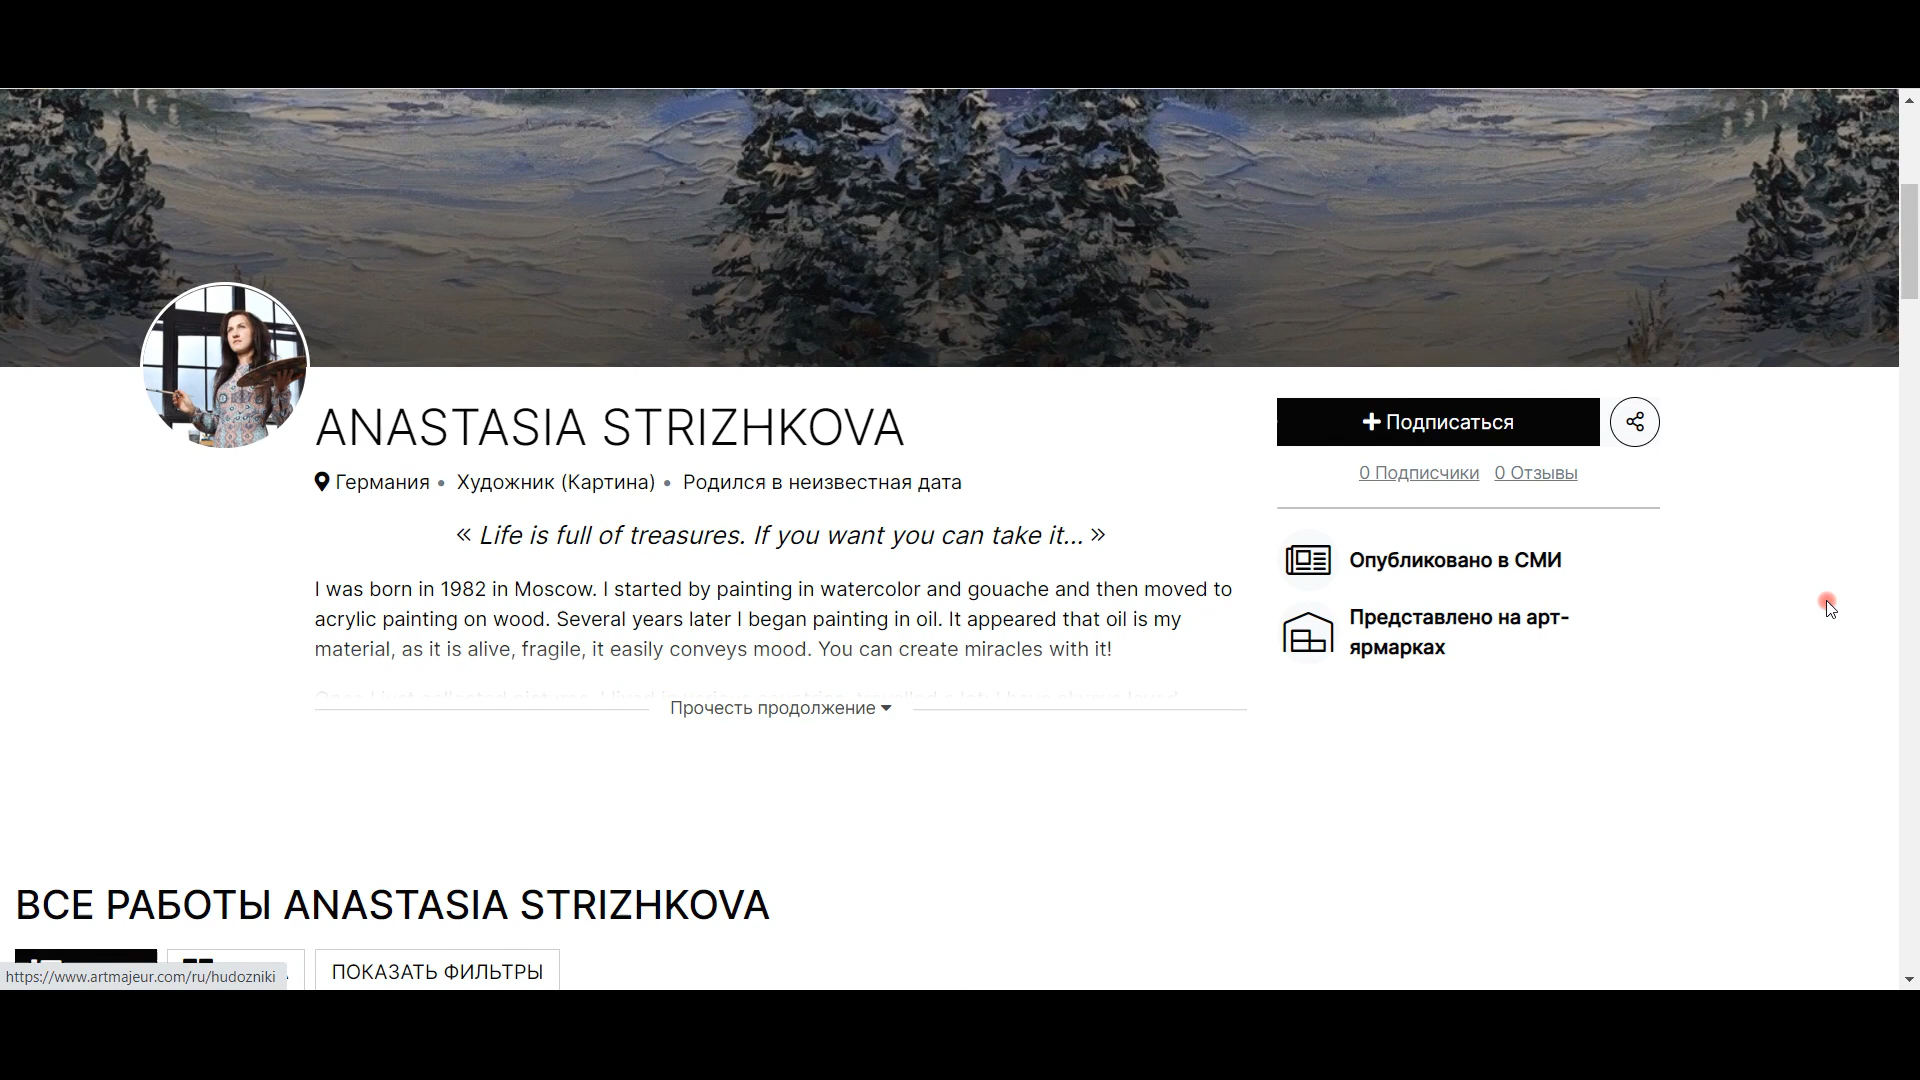 ANASTASIA STRIZHKOVA
Германия • Художник (Картина) • Родился в неизвестная дата
« Life is full of treasures. If you want you can take it... »
I was born in 1982 in Moscow. I started by painting in watercolor and gouache and then moved to
acrylic painting on wood. Several years later I began painting in oil. It appeared that oil is my
material, as it is alive, fragile, it easily conveys mood. You can create miracles with it!
Прочесть продолжение
Подписаться
0 Подписчики 0 Отзывы
Опубликовано в СМИ
Представлено на арт-
ярмарках
ВСЕ РАБОТЫ ANASTASIA STRIZHKOVA
ПОКАЗАТЬ ФИЛЬТРЫ
https://www.artmajeur.com/ru/hudozniki